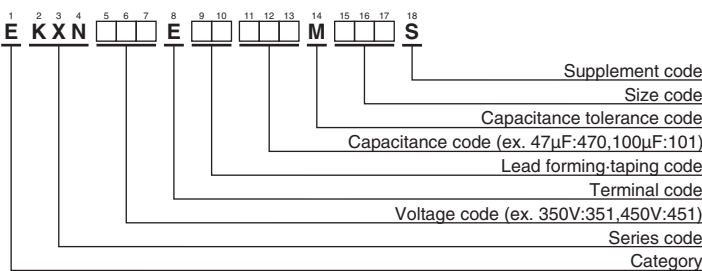 1 2 3 4 5 6 7 8 9 10 11 12 13 14 15 16 17 18
E KXN E M S
Supplement code
Size code
Capacitance tolerance code
Capacitance code (ex. 47μF:470,100μF:101)
Lead forming·taping code
Terminal code
Voltage code (ex. 350V:351,450V:451)
Series code
Category